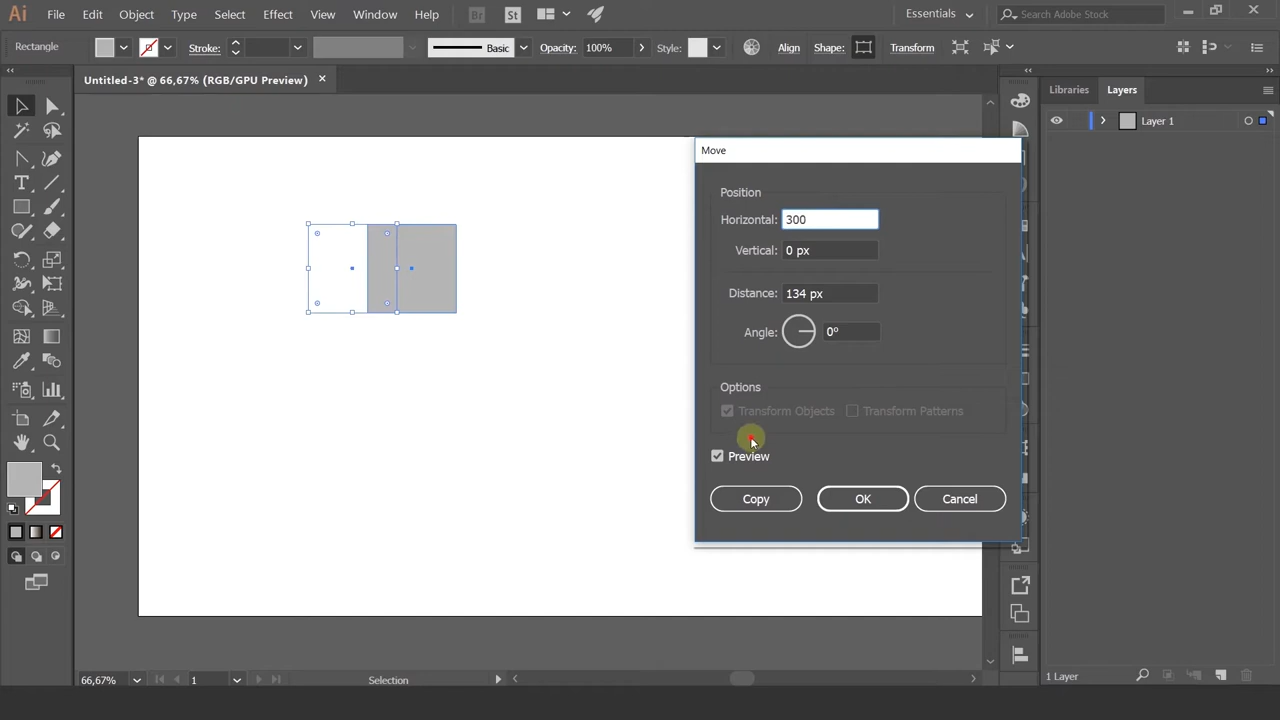 Ai File Edit Object Type Select Effect View Window Help Br St Essentials Search Adobe Stock
Rectangle Stroke: Basic Opacity: 100% Style: Align Shape: Transform
Untitled-3* @ 66,67% (RGB/GPU Preview)
Libraries Layers
Layer 1
Move
Position
Horizontal: 300
Vertical: 0 px
Distance: 134 px
Angle: 0°
Options
Transform Objects Transform Patterns
Preview
Copy OK Cancel
66,67% 1 Selection 1 Layer